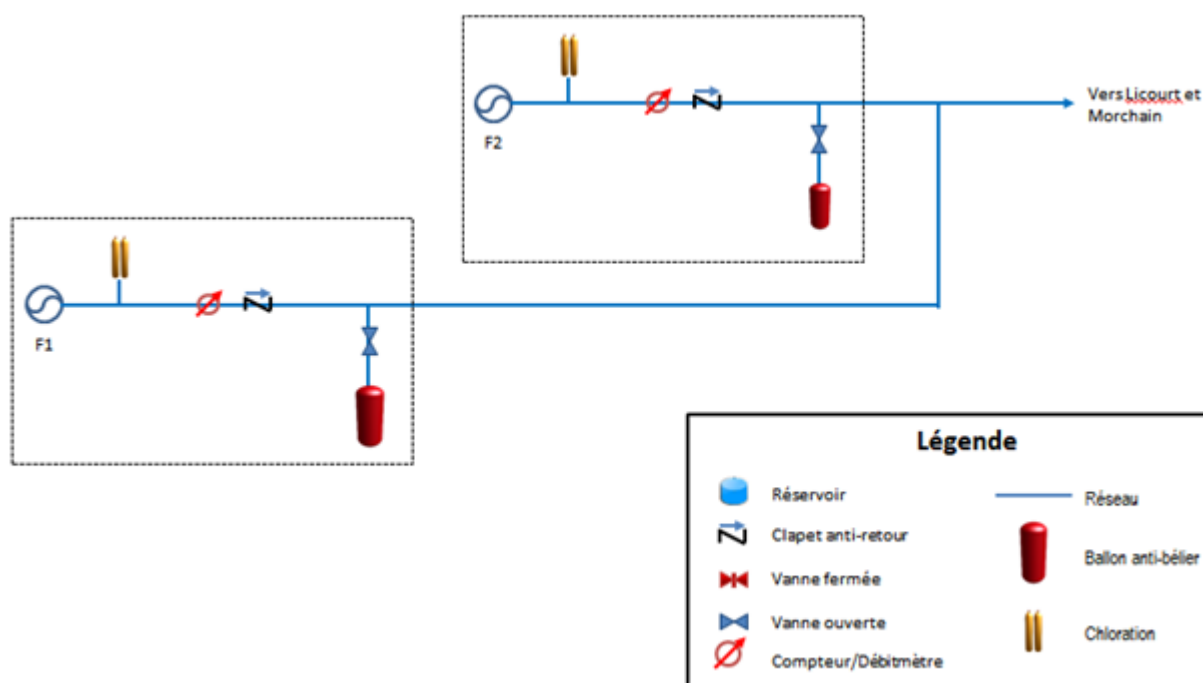 Vers Licourt et
Morchain
F2
F1
Légende
Réservoir
Réseau
Clapet anti-retour
Ballon anti-bélier
Vanne fermée
Vanne ouverte
Chloration
Compteur/Débitmètre